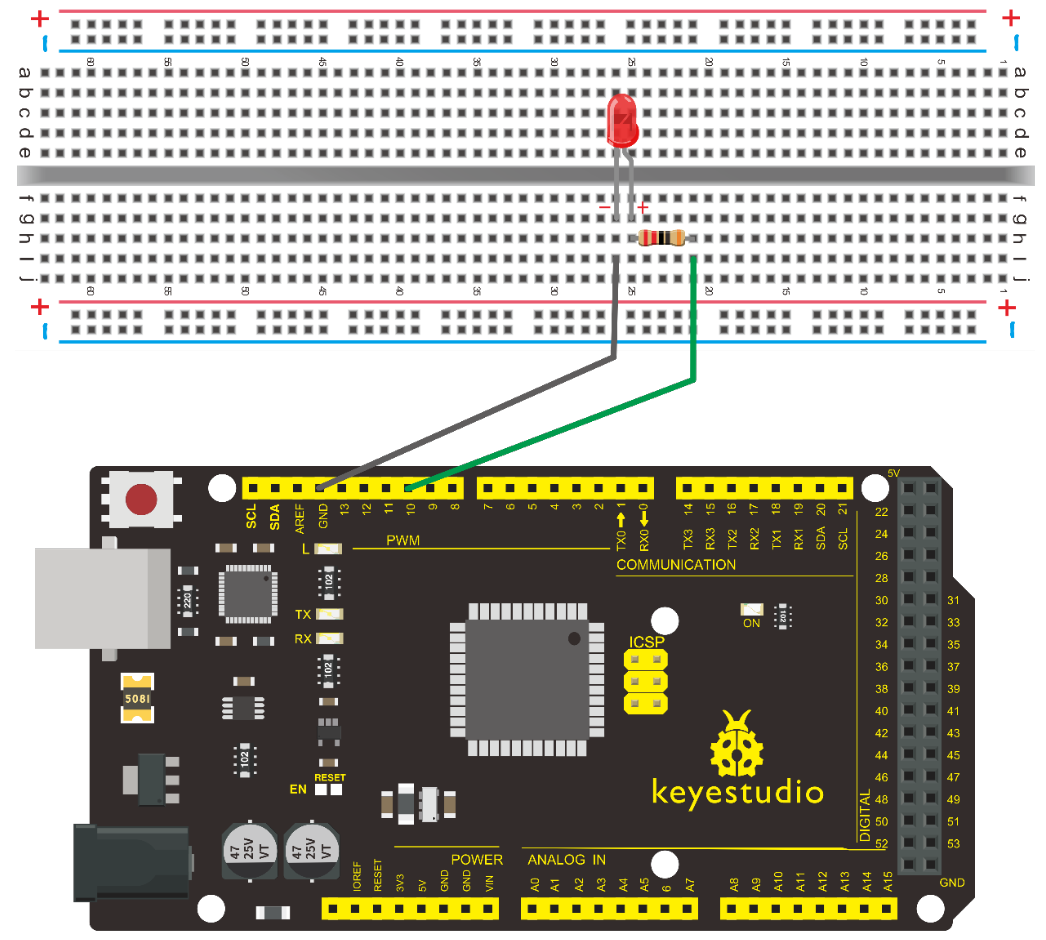 + +
- -
60 55 50 45 40 35 30 25 20 15 10 5 1
a a
b b
c c
d d
e e
f f
g g
h h
I I
j j
60 55 50 45 40 35 30 25 20 15 10 5 1
- +
+ +
- -
SCL SDA AREF GND 13 12 11 10 9 8 7 6 5 4 3 2 TX0 1 RX0 0 TX3 14 RX3 15 TX2 16 RX2 17 TX1 18 RX1 19 SDA 20 SCL 21
5V
PWM
COMMUNICATION
L
TX
RX
102
220
102
5081
102
RESET
EN
ICSP
ON
102
keyestudio
22
24
26
28
30 31
32 33
34 35
36 37
38 39
40 41
42 43
44 45
46 47
48 49
50 51
52 53
DIGITAL
GND
47 25V VT
47 25V VT
POWER
ANALOG IN
IOREF RESET 3V3 5V GND GND VIN A0 A1 A2 A3 A4 A5 6 A7 A8 A9 A10 A11 A12 A13 A14 A15